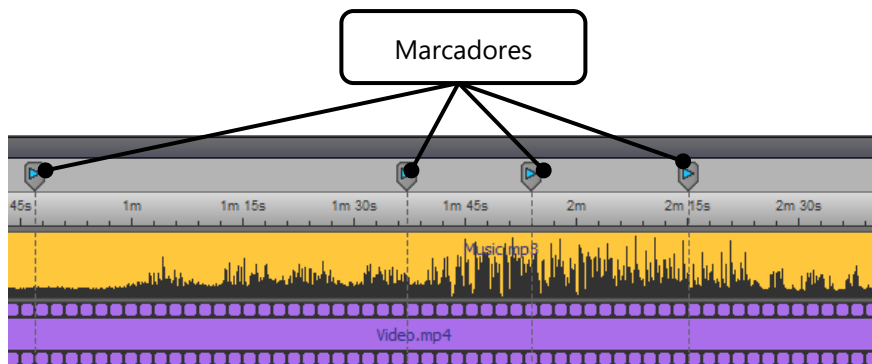 Marcadores
45s 1m 1m 15s 1m 30s 1m 45s 2m 2m 15s 2m 30s
Music.mp3
Video.mp4